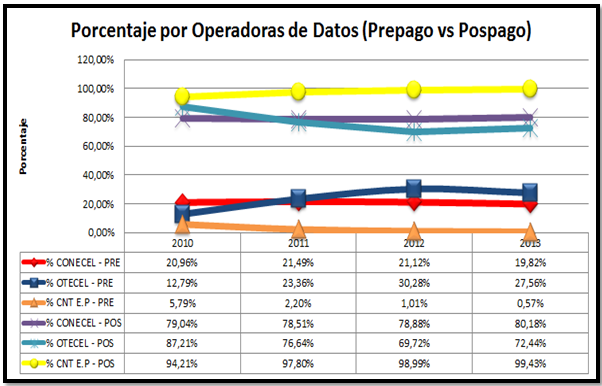 Porcentaje por Operadoras de Datos (Prepago vs Pospago)
Porcentaje
120,00%
100,00%
80,00%
60,00%
40,00%
20,00%
0,00%
2010 2011 2012 2013
% CONECEL - PRE 20,96% 21,49% 21,12% 19,82%
% OTECEL - PRE 12,79% 23,36% 30,28% 27,56%
% CNT E.P - PRE 5,79% 2,20% 1,01% 0,57%
% CONECEL - POS 79,04% 78,51% 78,88% 80,18%
% OTECEL - POS 87,21% 76,64% 69,72% 72,44%
% CNT E.P - POS 94,21% 97,80% 98,99% 99,43%